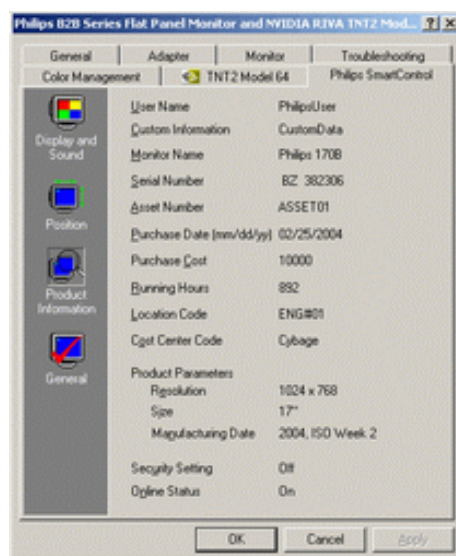 Philips B2B Series Flat Panel Monitor and NVIDIA RIVA TNT2 Mod...
General Adapter Monitor Troubleshooting
Color Management TNT2 Model 64 Philips SmartControl
Display and Sound
Position
Product Information
General
User Name PhilipsUser
Custom Information CustomData
Monitor Name Philips 170B
Serial Number BZ 382306
Asset Number ASSET01
Purchase Date (mm/dd/yy) 02/25/2004
Purchase Cost 10000
Running Hours 892
Location Code ENG#01
Cost Center Code Cybage
Product Parameters
Resolution 1024 x 768
Size 17"
Manufacturing Date 2004, ISO Week 2
Security Setting Off
Online Status On
OK Cancel Apply